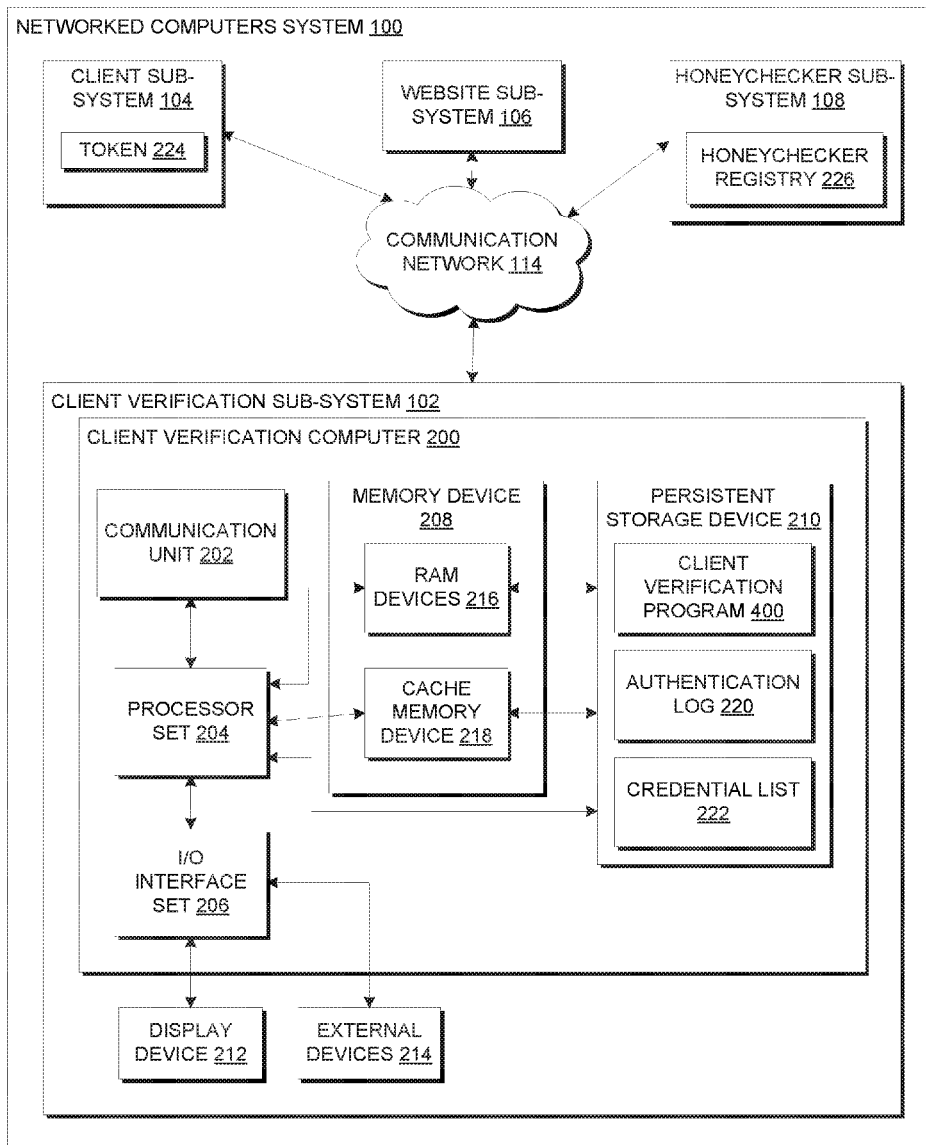 NETWORKED COMPUTERS SYSTEM 100
CLIENT SUB-
SYSTEM 104
TOKEN 224
WEBSITE SUB-
SYSTEM 106
HONEYCHECKER SUB-
SYSTEM 108
HONEYCHECKER
REGISTRY 226
COMMUNICATION
NETWORK 114
CLIENT VERIFICATION SUB-SYSTEM 102
CLIENT VERIFICATION COMPUTER 200
COMMUNICATION
UNIT 202
PROCESSOR
SET 204
I/O
INTERFACE
SET 206
MEMORY DEVICE
208
RAM
DEVICES 216
CACHE
MEMORY
DEVICE 218
PERSISTENT
STORAGE DEVICE 210
CLIENT
VERIFICATION
PROGRAM 400
AUTHENTICATION
LOG 220
CREDENTIAL LIST
222
DISPLAY
DEVICE 212
EXTERNAL
DEVICES 214